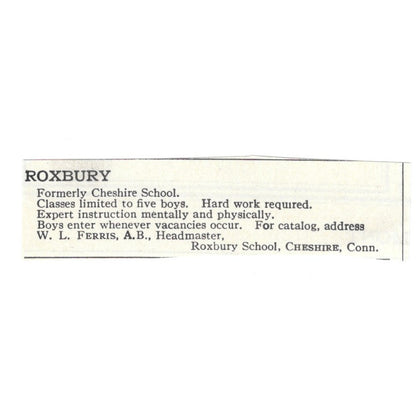 ROXBURY
Formerly Cheshire School.
Classes limited to five boys. Hard work required.
Expert instruction mentally and physically.
Boys enter whenever vacancies occur. For catalog, address
W. L. FERRIS, A.B., Headmaster,
Roxbury School, CHESHIRE, Conn.